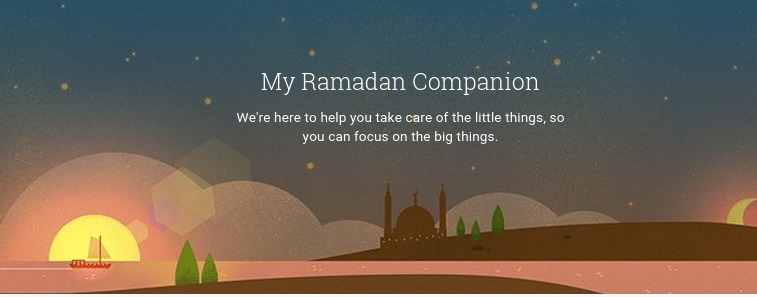 My Ramadan Companion
We're here to help you take care of the little things, so
you can focus on the big things.